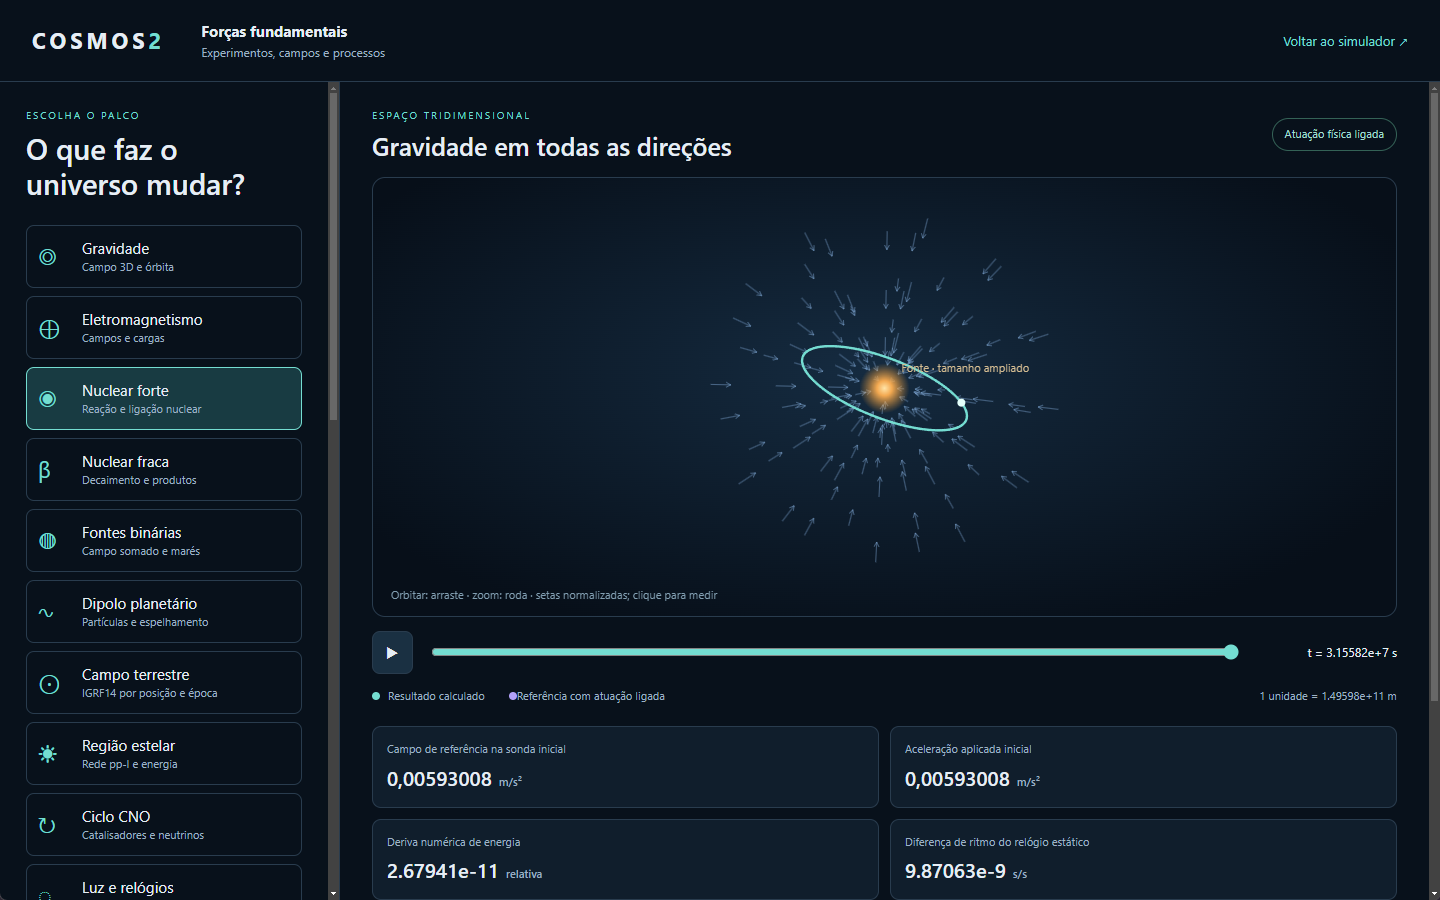 COSMOS2
Forças fundamentais
Experimentos, campos e processos
Voltar ao simulador ↗
ESCOLHA O PALCO
O que faz o
universo mudar?
Gravidade
Campo 3D e órbita
Eletromagnetismo
Campos e cargas
Nuclear forte
Reação e ligação nuclear
β
Nuclear fraca
Decaimento e produtos
Fontes binárias
Campo somado e marés
Dipolo planetário
Partículas e espelhamento
Campo terrestre
IGRF14 por posição e época
Região estelar
Rede pp-I e energia
Ciclo CNO
Catalisadores e neutrinos
Luz e relógios
ESPAÇO TRIDIMENSIONAL
Gravidade em todas as direções
Atuação física ligada
Fonte · tamanho ampliado
Orbitar: arraste · zoom: roda · setas normalizadas; clique para medir
t = 3.15582e+7 s
Resultado calculado
Referência com atuação ligada
1 unidade = 1.49598e+11 m
Campo de referência na sonda inicial
0,00593008 m/s²
Aceleração aplicada inicial
0,00593008 m/s²
Deriva numérica de energia
2.67941e-11 relativa
Diferença de ritmo do relógio estático
9.87063e-9 s/s